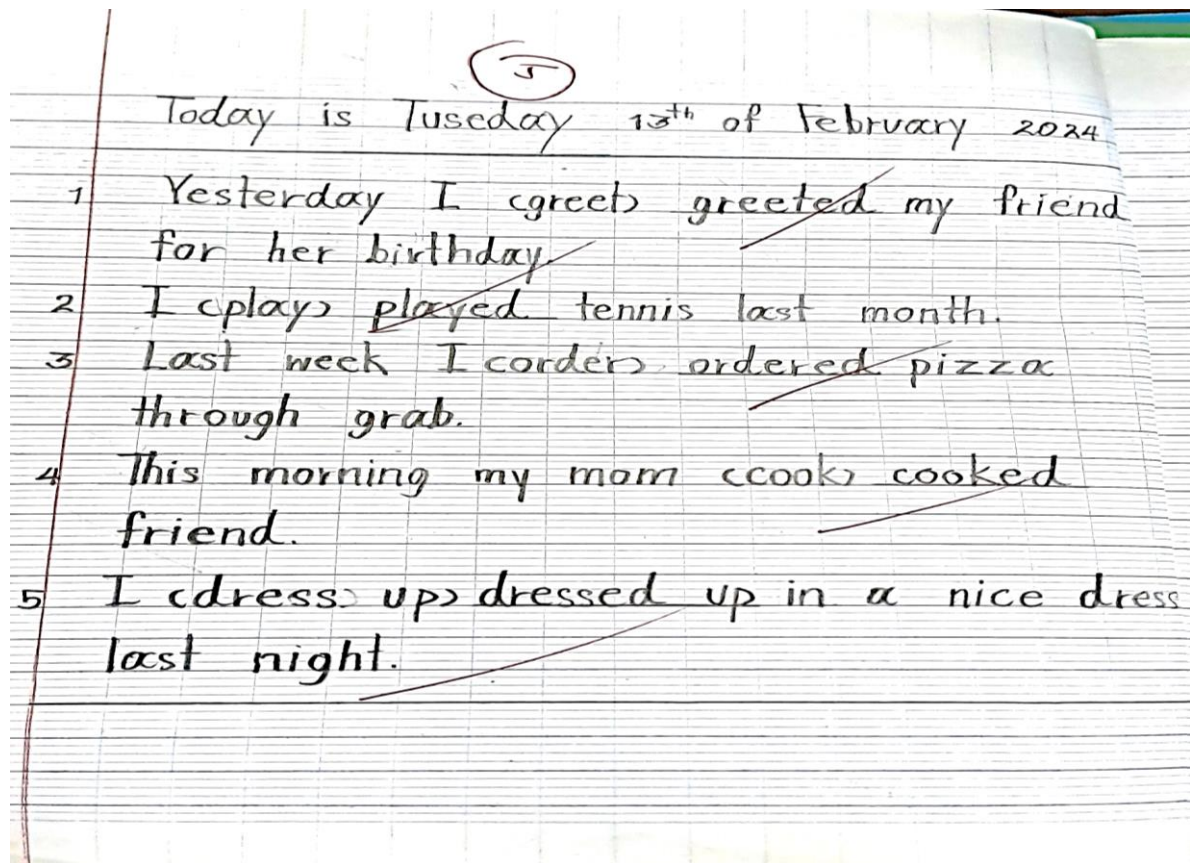 5
Today is Tuseday 13th of February 2024
1 Yesterday I (greet) greeted my friend
for her birthday.
2 I (play) played tennis last month.
3 Last week I (order) ordered pizza
through grab.
4 This morning my mom (cook) cooked
friend.
5 I (dress up) dressed up in a nice dress
last night.